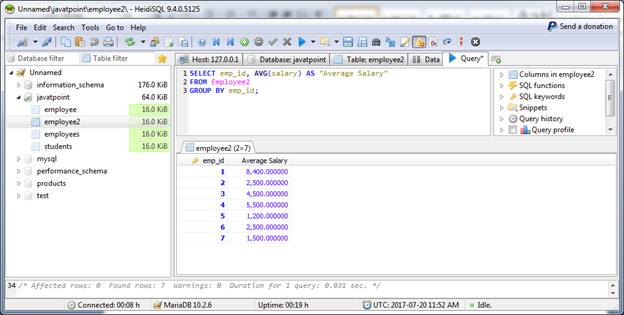 Unnamed\javatpoint\employee2\ - HeidiSQL 9.4.0.5125
File Edit Search Tools Go to Help
Send a donation
Database filter Table filter
Host: 127.0.0.1 Database: javatpoint Table: employee2 Data Query*
Unnamed
information_schema 176.0 KiB
javatpoint 64.0 KiB
employee 16.0 KiB
employee2 16.0 KiB
employees 16.0 KiB
students 16.0 KiB
mysql
performance_schema
products
test
1 SELECT emp_id, AVG(salary) AS "Average Salary"
2 FROM Employee2
3 GROUP BY emp_id;
Columns in employee2
SQL functions
SQL keywords
Snippets
Query history
Query profile
employee2 (2×7)
emp_id Average Salary
1 8,400.000000
2 2,500.000000
3 4,500.000000
4 5,500.000000
5 1,200.000000
6 2,500.000000
7 1,500.000000
34 /* Affected rows: 0 Found rows: 7 Warnings: 0 Duration for 1 query: 0.031 sec. */
Connected: 00:08 h MariaDB 10.2.6 Uptime: 00:19 h UTC: 2017-07-20 11:52 AM Idle.